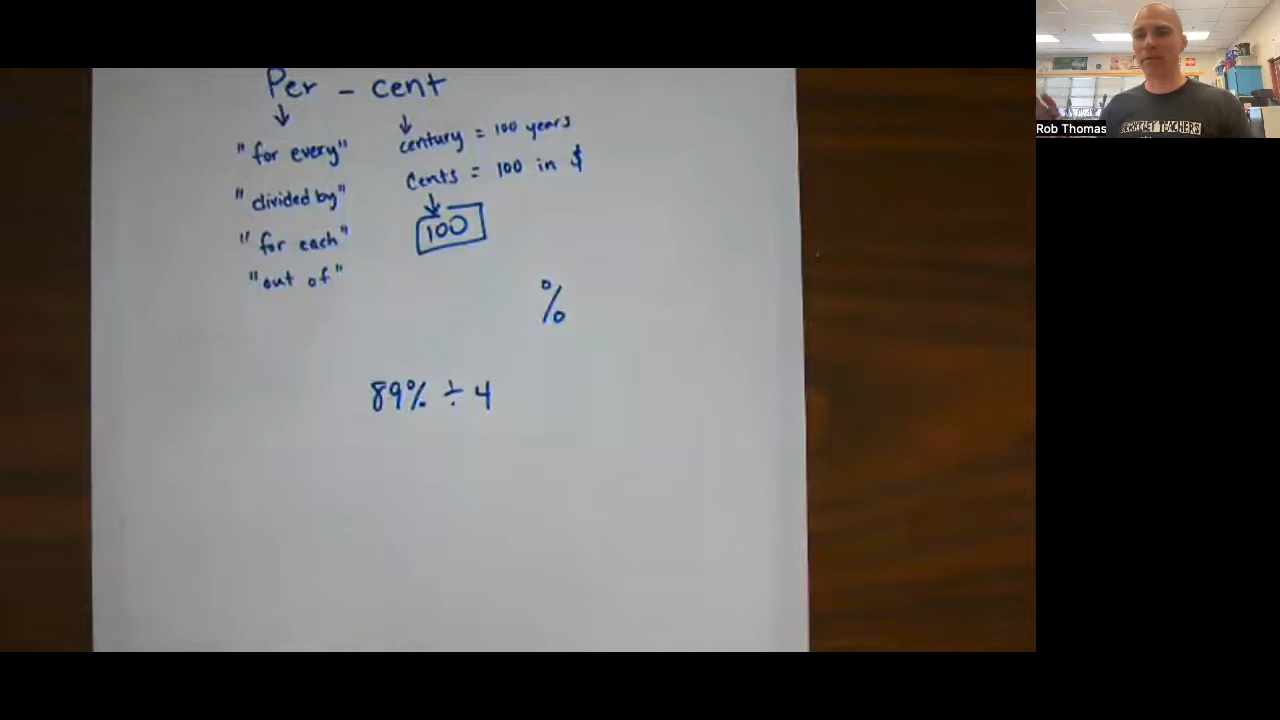 Per - cent
"for every"
"divided by"
"for each"
"out of"
century = 100 years
cents = 100 in $
100
%
89% ÷ 4
Rob Thomas
BERKELEY TEACHERS